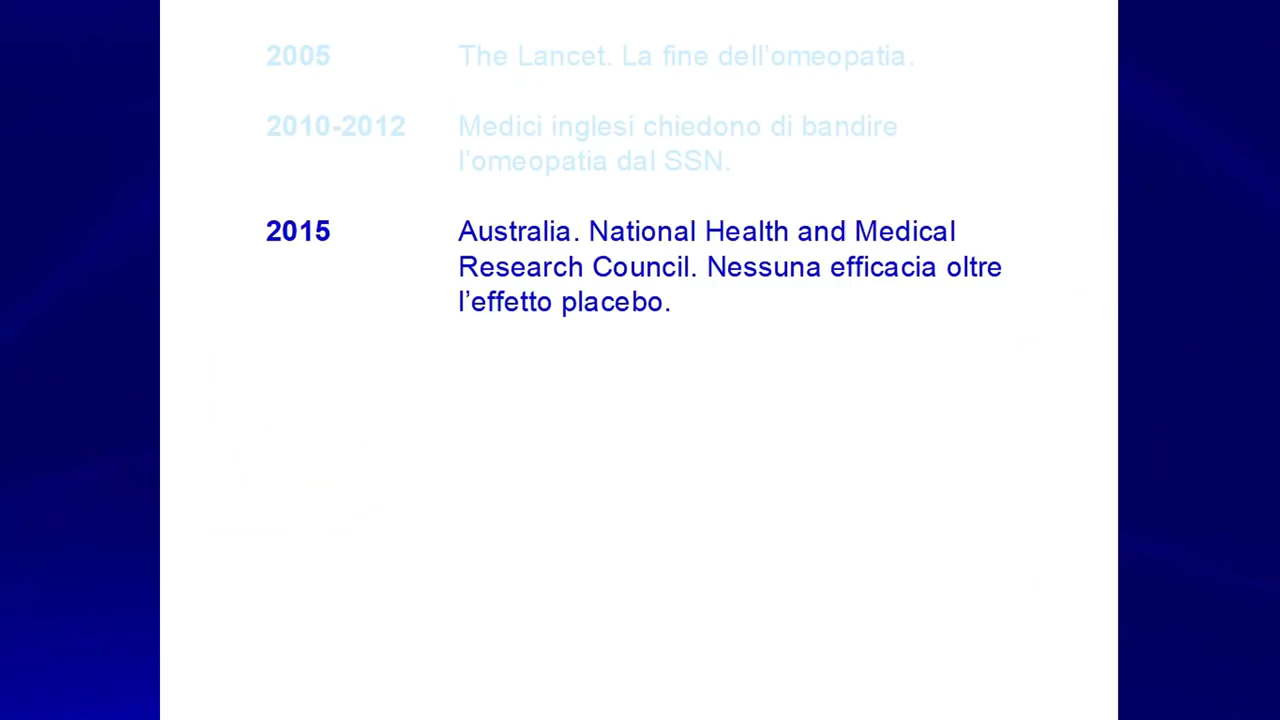 2005 The Lancet. La fine dell’omeopatia.
2010-2012 Medici inglesi chiedono di bandire
l’omeopatia dal SSN.
2015 Australia. National Health and Medical
Research Council. Nessuna efficacia oltre
l’effetto placebo.